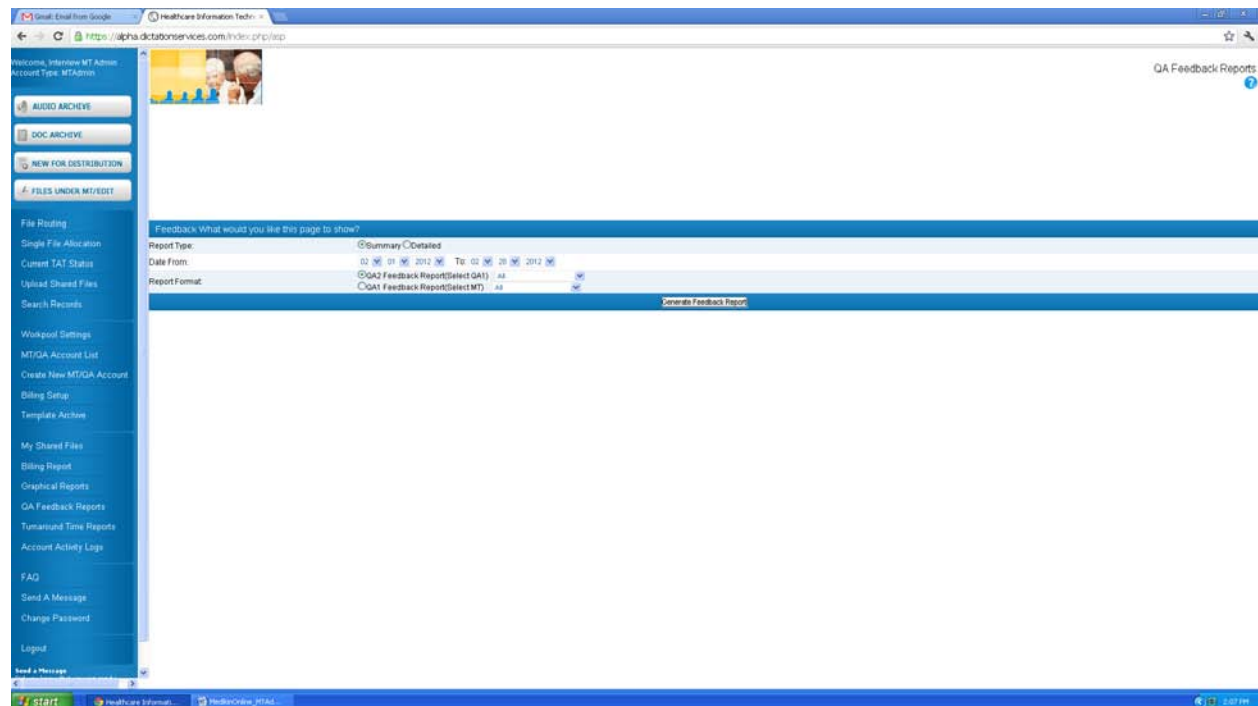 Gmail: Email from Google
Healthcare Information Techn
https://alpha.dictationservices.com/index.php/asp
Welcome, Interview MT Admin
Account Type: MTAdmin
QA Feedback Reports
AUDIO ARCHIVE
DOC ARCHIVE
NEW FOR DISTRIBUTION
FILES UNDER MT/EDIT
File Routing
Single File Allocation
Current TAT Status
Upload Shared Files
Search Records
Workpool Settings
MT/QA Account List
Create New MT/QA Account
Billing Setup
Template Archive
My Shared Files
Billing Report
Graphical Reports
QA Feedback Reports
Turnaround Time Reports
Account Activity Logs
FAQ
Send A Message
Change Password
Logout
Send a Message
Feedback What would you like this page to show?
Report Type: Summary Detailed
Date From: 02 01 2012 To: 02 28 2012
Report Format: QA2 Feedback Report(Select QA1) All
QA1 Feedback Report(Select MT) All
Generate Feedback Report
start
Healthcare Informati...
MedkinOnline_MTAd...
2:07 PM